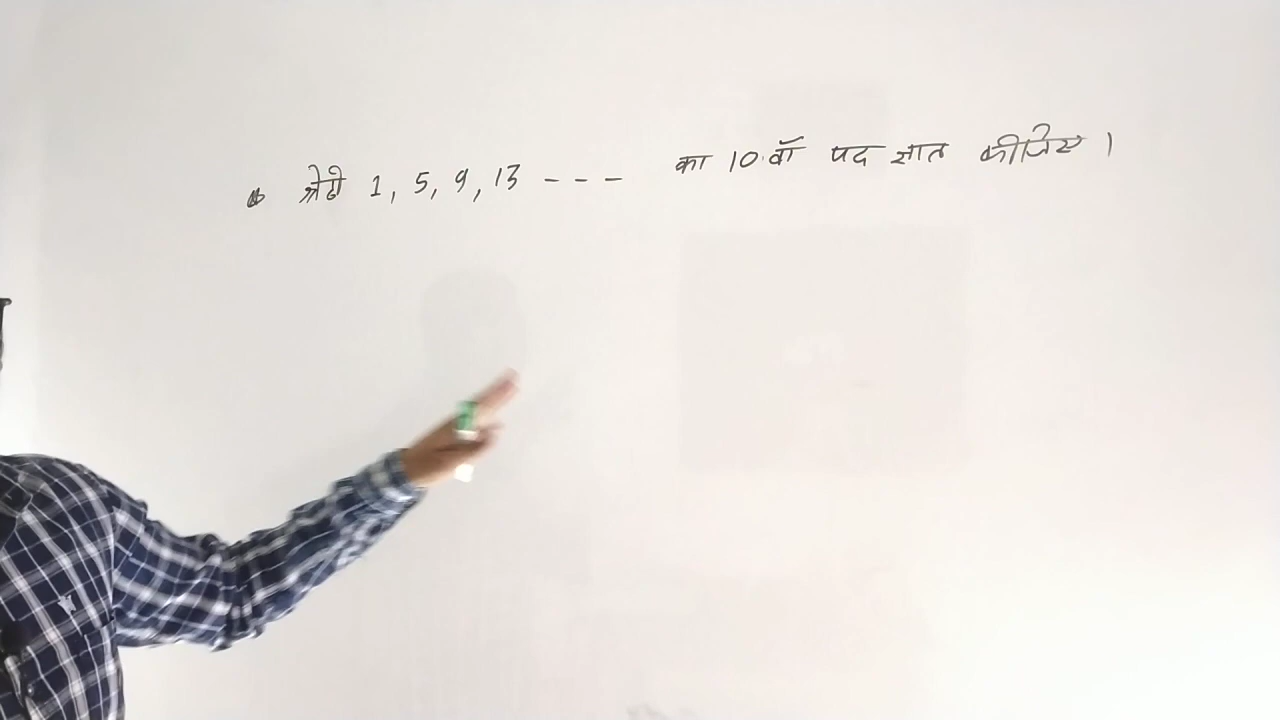 श्रेढी 1, 5, 9, 13 --- का 10 वाँ पद ज्ञात कीजिए ।